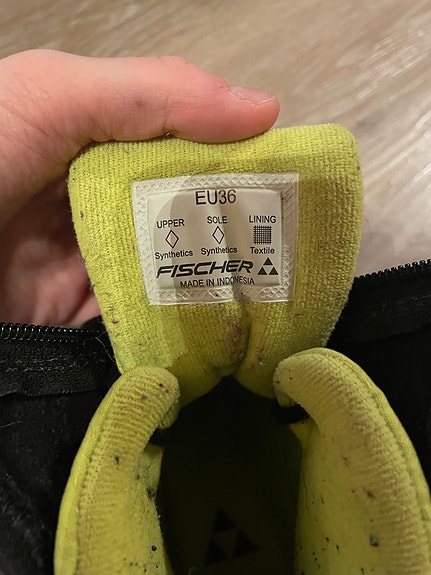 EU36
UPPER SOLE LINING
Synthetics Synthetics Textile
FISCHER
MADE IN INDONESIA